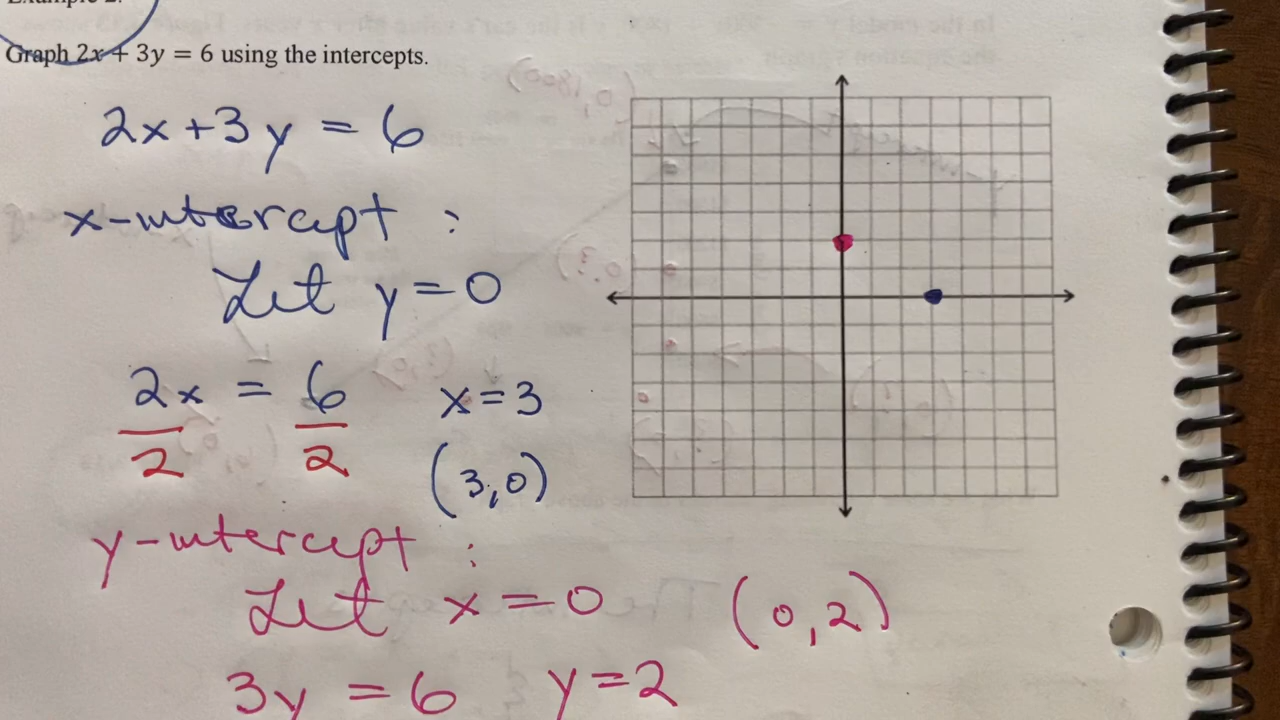 Graph 2x + 3y = 6 using the intercepts.
2x+3y = 6
x-intercept :
Let y=0
2x = 6
2 2
x=3
(3,0)
y-intercept :
Let x=0
(0,2)
3y = 6 y=2